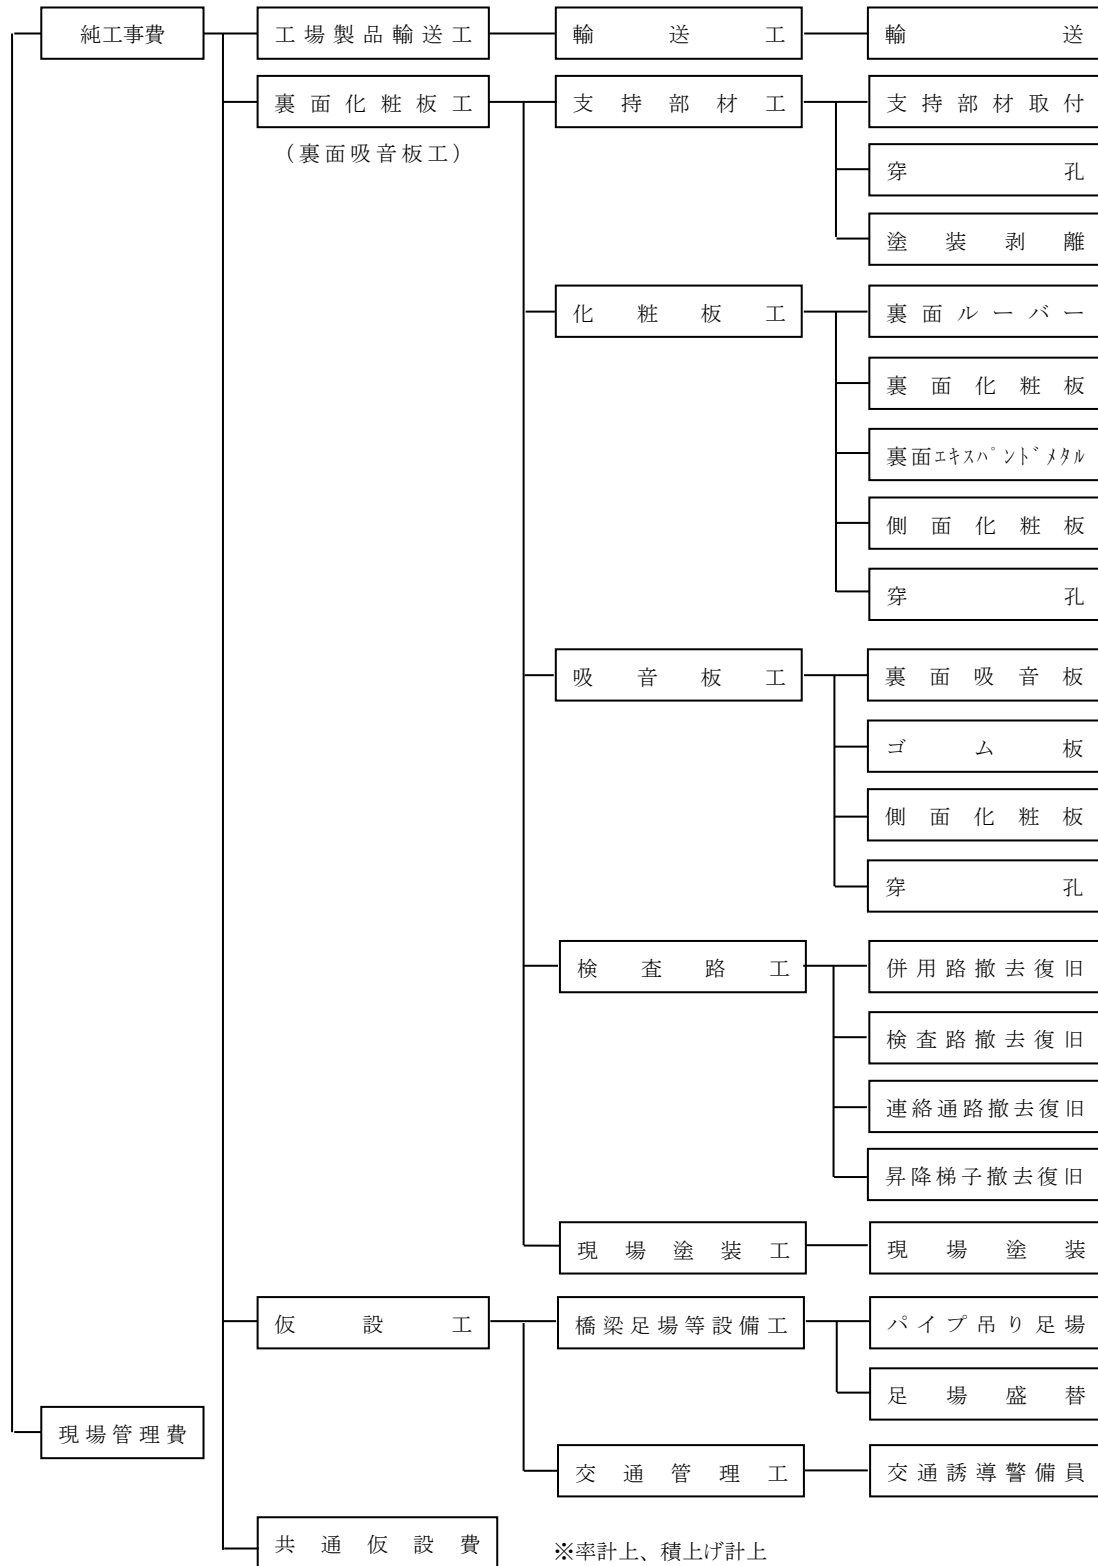 純工事費 工場製品輸送工 輸送工 輸送
裏面化粧板工 支持部材工 支持部材取付
（裏面吸音板工） 穿孔
塗装剥離
化粧板工 裏面ルーバー
裏面化粧板
裏面ｴｷｽﾊﾟﾝﾄﾞﾒﾀﾙ
側面化粧板
穿孔
吸音板工 裏面吸音板
ゴム板
側面化粧板
穿孔
検査路工 併用路撤去復旧
検査路撤去復旧
連絡通路撤去復旧
昇降梯子撤去復旧
現場塗装工 現場塗装
仮設工 橋梁足場等設備工 パイプ吊り足場
足場盛替
現場管理費
交通管理工 交通誘導警備員
共通仮設費 ※率計上、積上げ計上